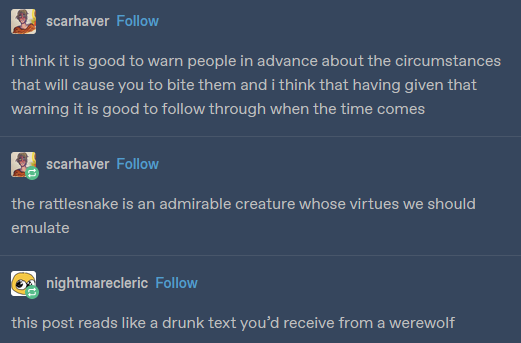 scarhaver Follow
i think it is good to warn people in advance about the circumstances
that will cause you to bite them and i think that having given that
warning it is good to follow through when the time comes
scarhaver Follow
the rattlesnake is an admirable creature whose virtues we should
emulate
nightmarecleric Follow
this post reads like a drunk text you’d receive from a werewolf